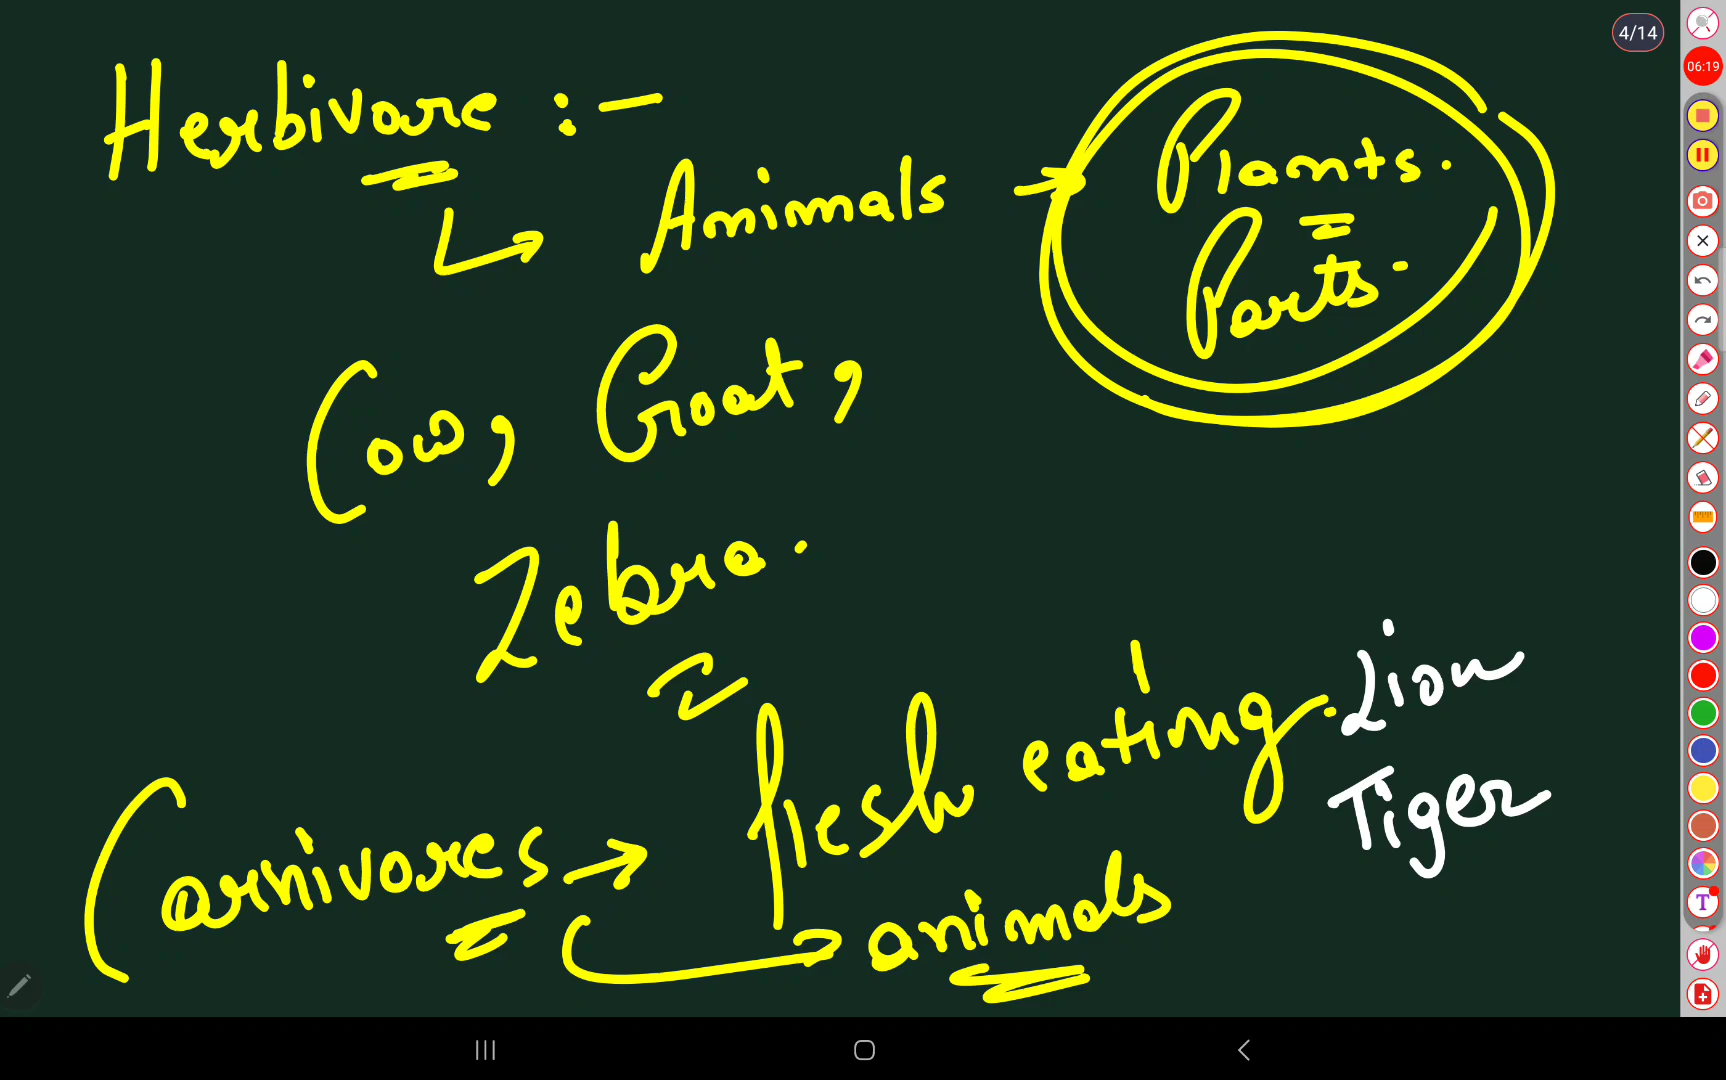 4/14
06:19
Herbivore :-
Animals → Plants.
Parts.
Cow, Goat,
Zebra.
Carnivores → flesh eating.
animals
Lion
Tiger
T